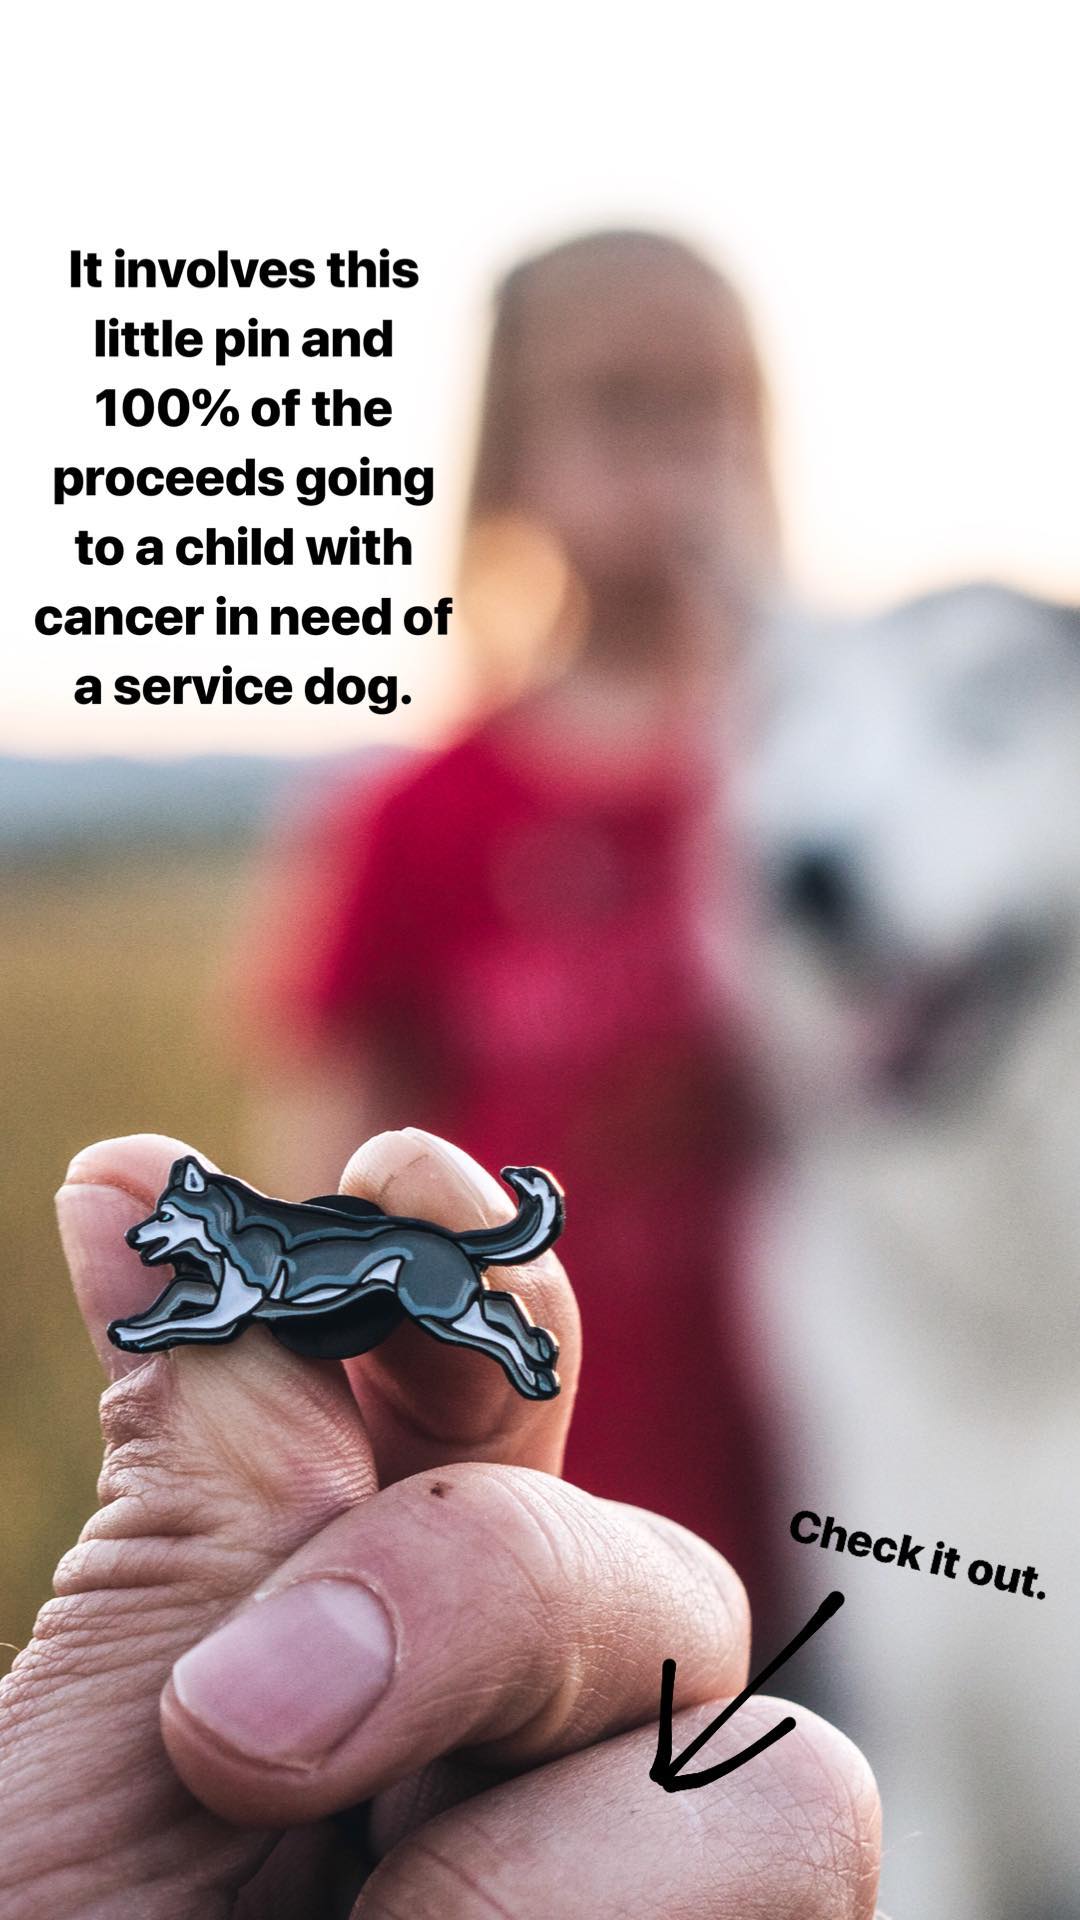 It involves this
little pin and
100% of the
proceeds going
to a child with
cancer in need of
a service dog.
Check it out.